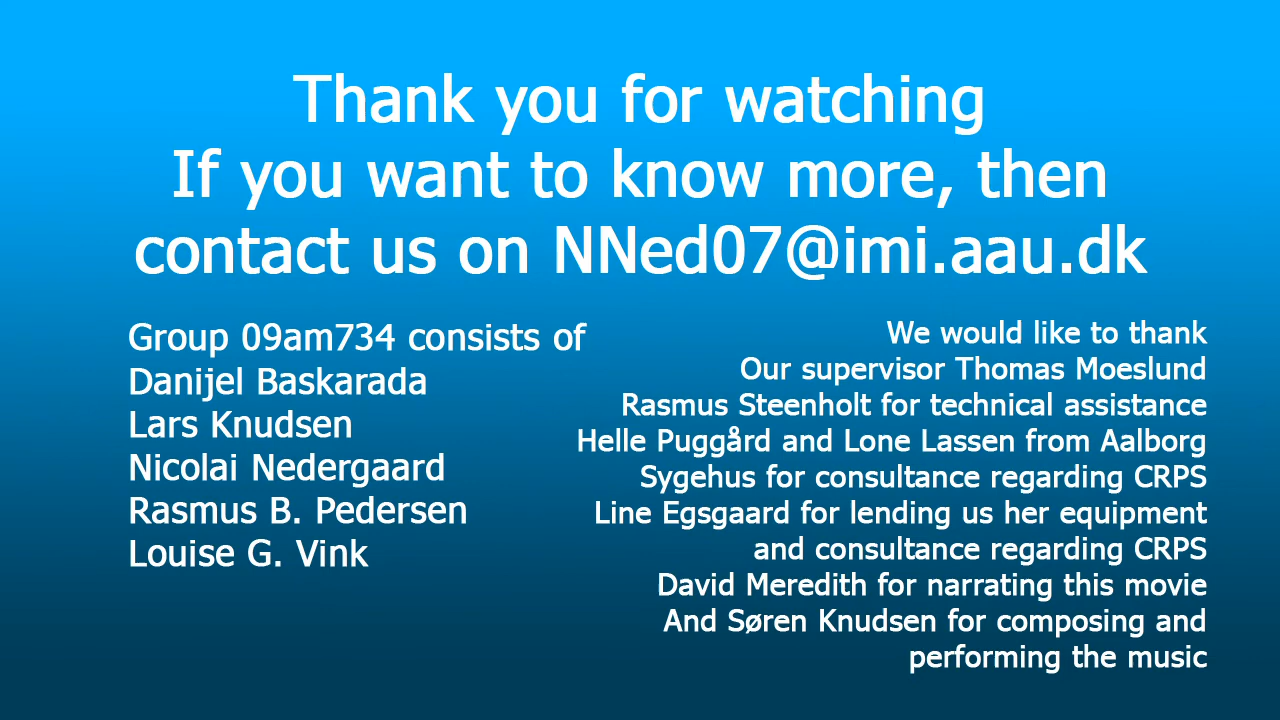 Thank you for watching
If you want to know more, then
contact us on NNed07@imi.aau.dk
Group 09am734 consists of
Danijel Baskarada
Lars Knudsen
Nicolai Nedergaard
Rasmus B. Pedersen
Louise G. Vink
We would like to thank
Our supervisor Thomas Moeslund
Rasmus Steenholt for technical assistance
Helle Puggård and Lone Lassen from Aalborg
Sygehus for consultance regarding CRPS
Line Egsgaard for lending us her equipment
and consultance regarding CRPS
David Meredith for narrating this movie
And Søren Knudsen for composing and
performing the music